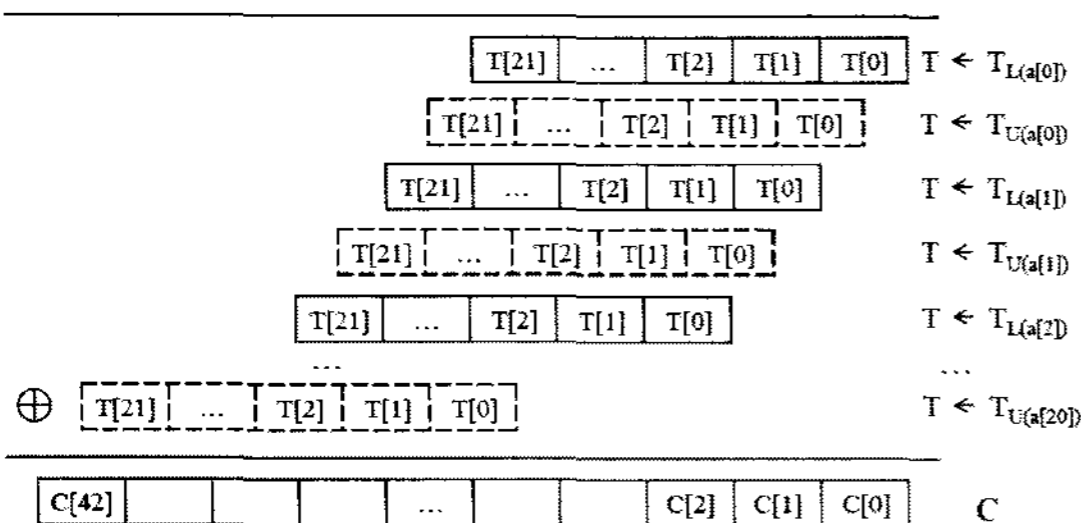 T[21] ... T[2] T[1] T[0] T ← T_L(a[0])
T[21] ... T[2] T[1] T[0] T ← T_U(a[0])
T[21] ... T[2] T[1] T[0] T ← T_L(a[1])
T[21] ... T[2] T[1] T[0] T ← T_U(a[1])
T[21] ... T[2] T[1] T[0] T ← T_L(a[2])
... ...
⊕ T[21] ... T[2] T[1] T[0] T ← T_U(a[20])
C[42] ... C[2] C[1] C[0] C